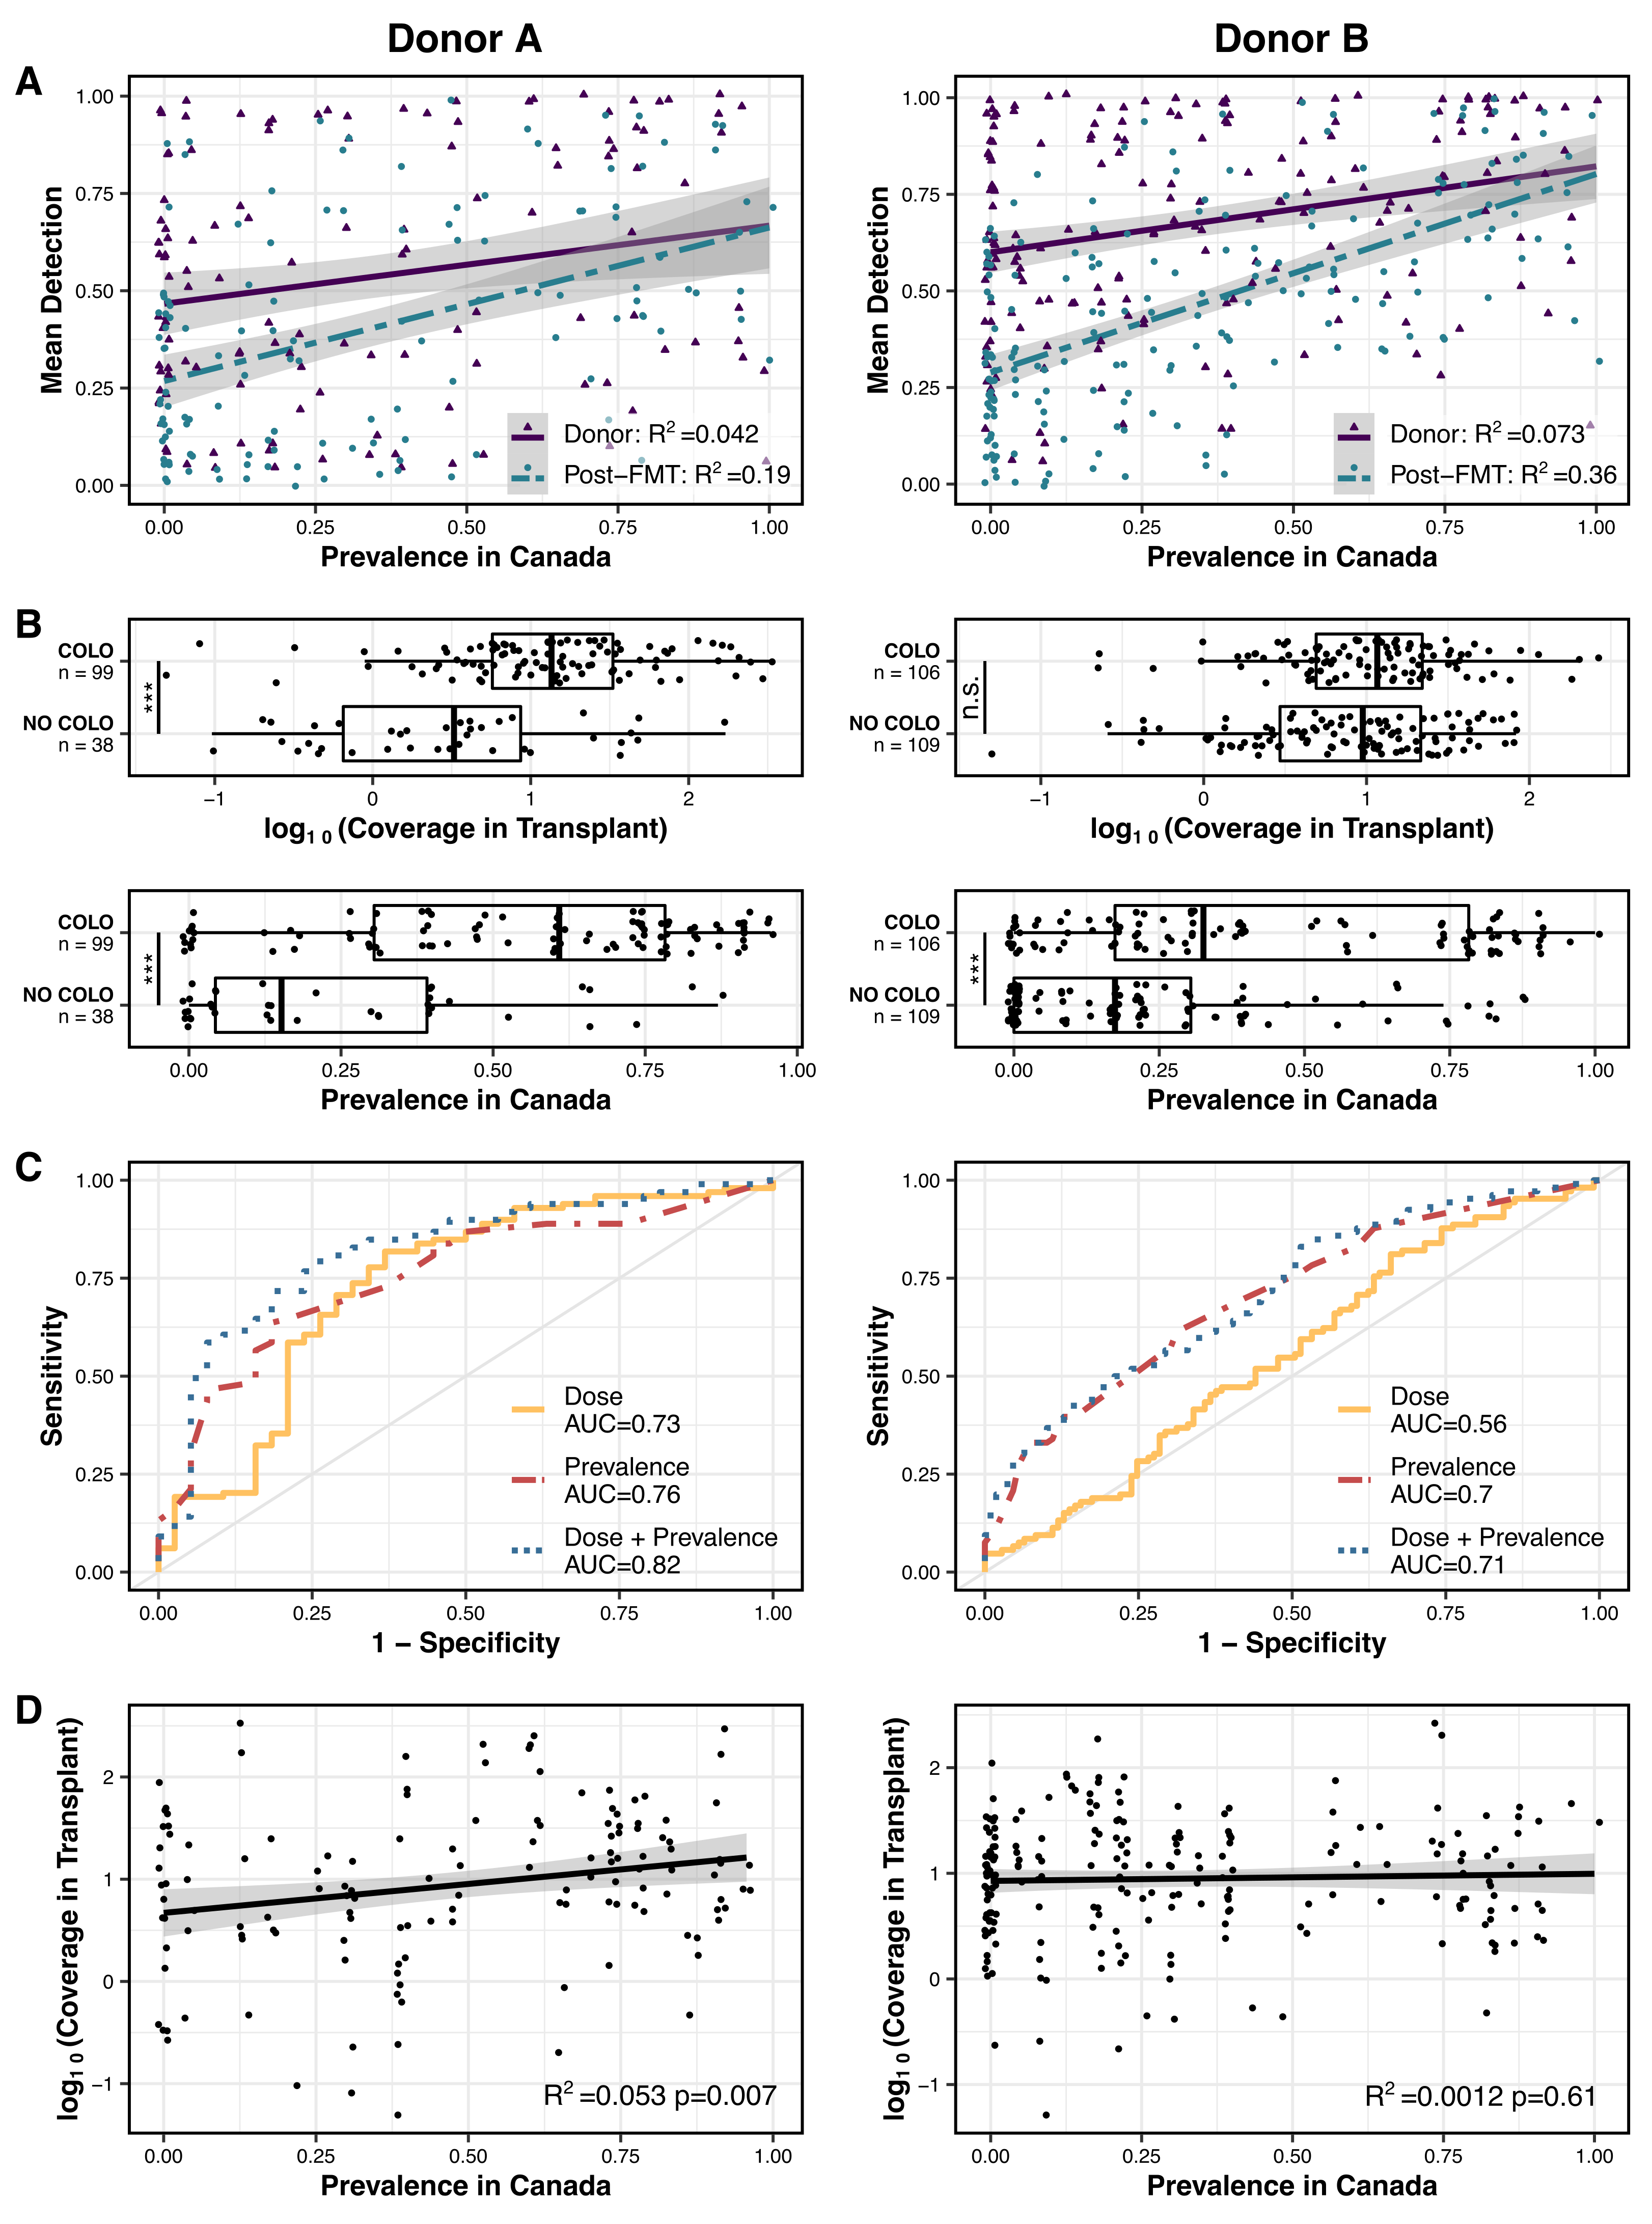 Donor A
Donor B
A
Mean Detection
1.00
0.75
0.50
0.25
0.00
Donor: R2 =0.042
Post−FMT: R2=0.19
0.00 0.25 0.50 0.75 1.00
Prevalence in Canada
Mean Detection
1.00
0.75
0.50
0.25
0.00
Donor: R2 =0.073
Post−FMT: R2=0.36
0.00 0.25 0.50 0.75 1.00
Prevalence in Canada
B
COLO
n = 99
***
NO COLO
n = 38
−1 0 1 2
log10 (Coverage in Transplant)
COLO
n = 106
n.s.
NO COLO
n = 109
−1 0 1 2
log10 (Coverage in Transplant)
COLO
n = 99
***
NO COLO
n = 38
0.00 0.25 0.50 0.75 1.00
Prevalence in Canada
COLO
n = 106
***
NO COLO
n = 109
0.00 0.25 0.50 0.75 1.00
Prevalence in Canada
C
Sensitivity
1.00
0.75
0.50
0.25
0.00
Dose
AUC=0.73
Prevalence
AUC=0.76
Dose + Prevalence
AUC=0.82
0.00 0.25 0.50 0.75 1.00
1 − Specificity
Sensitivity
1.00
0.75
0.50
0.25
0.00
Dose
AUC=0.56
Prevalence
AUC=0.7
Dose + Prevalence
AUC=0.71
0.00 0.25 0.50 0.75 1.00
1 − Specificity
D
log10 (Coverage in Transplant)
2
1
0
−1
R2 =0.053 p=0.007
0.00 0.25 0.50 0.75 1.00
Prevalence in Canada
log10 (Coverage in Transplant)
2
1
0
−1
R2 =0.0012 p=0.61
0.00 0.25 0.50 0.75 1.00
Prevalence in Canada